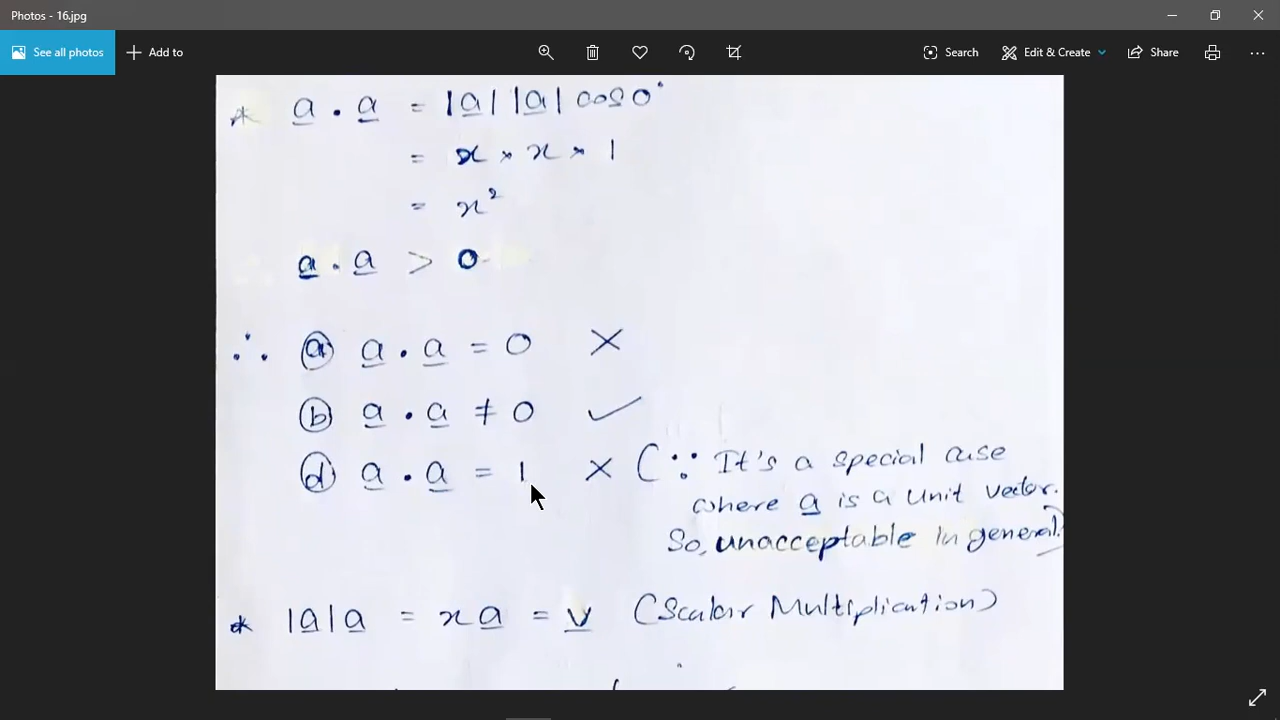 Photos - 16.jpg
See all photos
Add to
Search
Edit & Create
Share
* a . a = |a| |a| cos 0°
= x × x × 1
= x²
a . a > 0
∴ (a) a . a = 0 ×
(b) a . a ≠ 0 ✓
(d) a . a = 1 × (∵ It's a special case
where a is a unit vector.
So, unacceptable in general.)
* |a| a = x a = v (Scalar Multiplication)